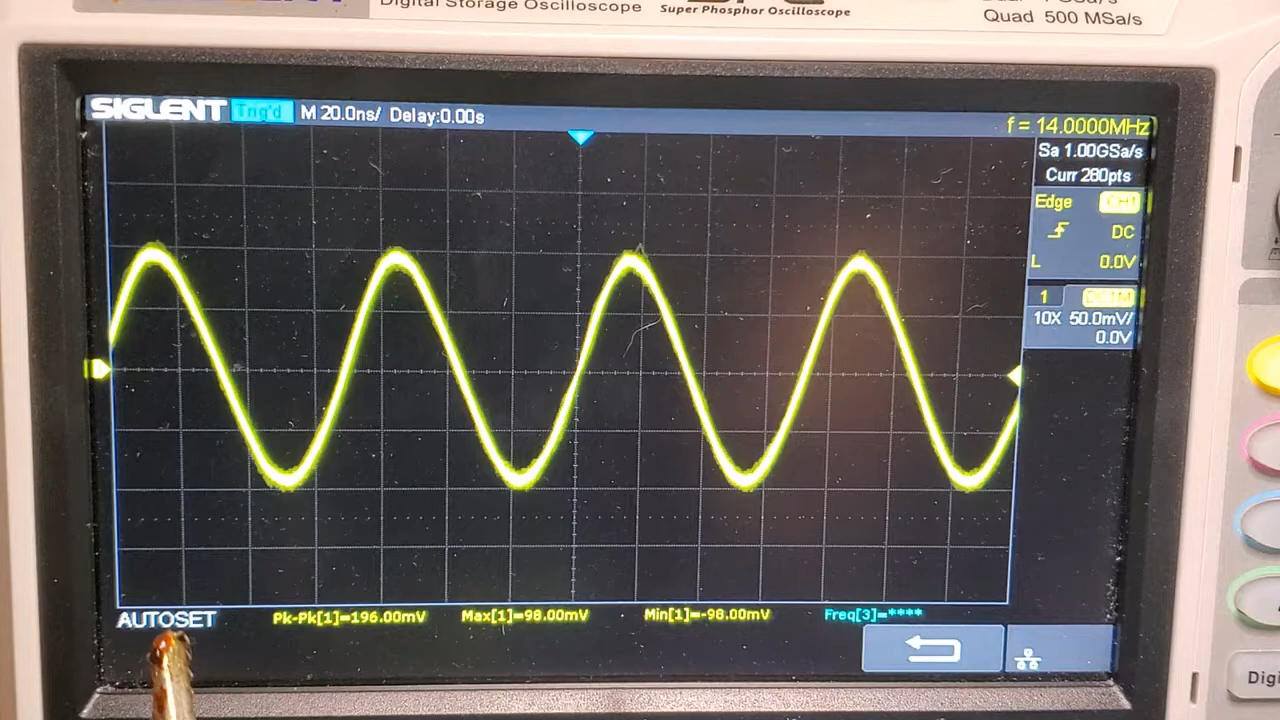 Digital Storage Oscilloscope
Super Phosphor Oscilloscope
Quad 500 MSa/s
SIGLENT Trig'd M 20.0ns/ Delay:0.00s
f = 14.0000MHz
Sa 1.00GSa/s
Curr 280pts
Edge CH1
DC
L 0.0V
1 DC1M
10X 50.0mV/
0.0V
AUTOSET Pk-Pk[1]=196.00mV Max[1]=98.00mV Min[1]=-98.00mV Freq[3]=****
Digi